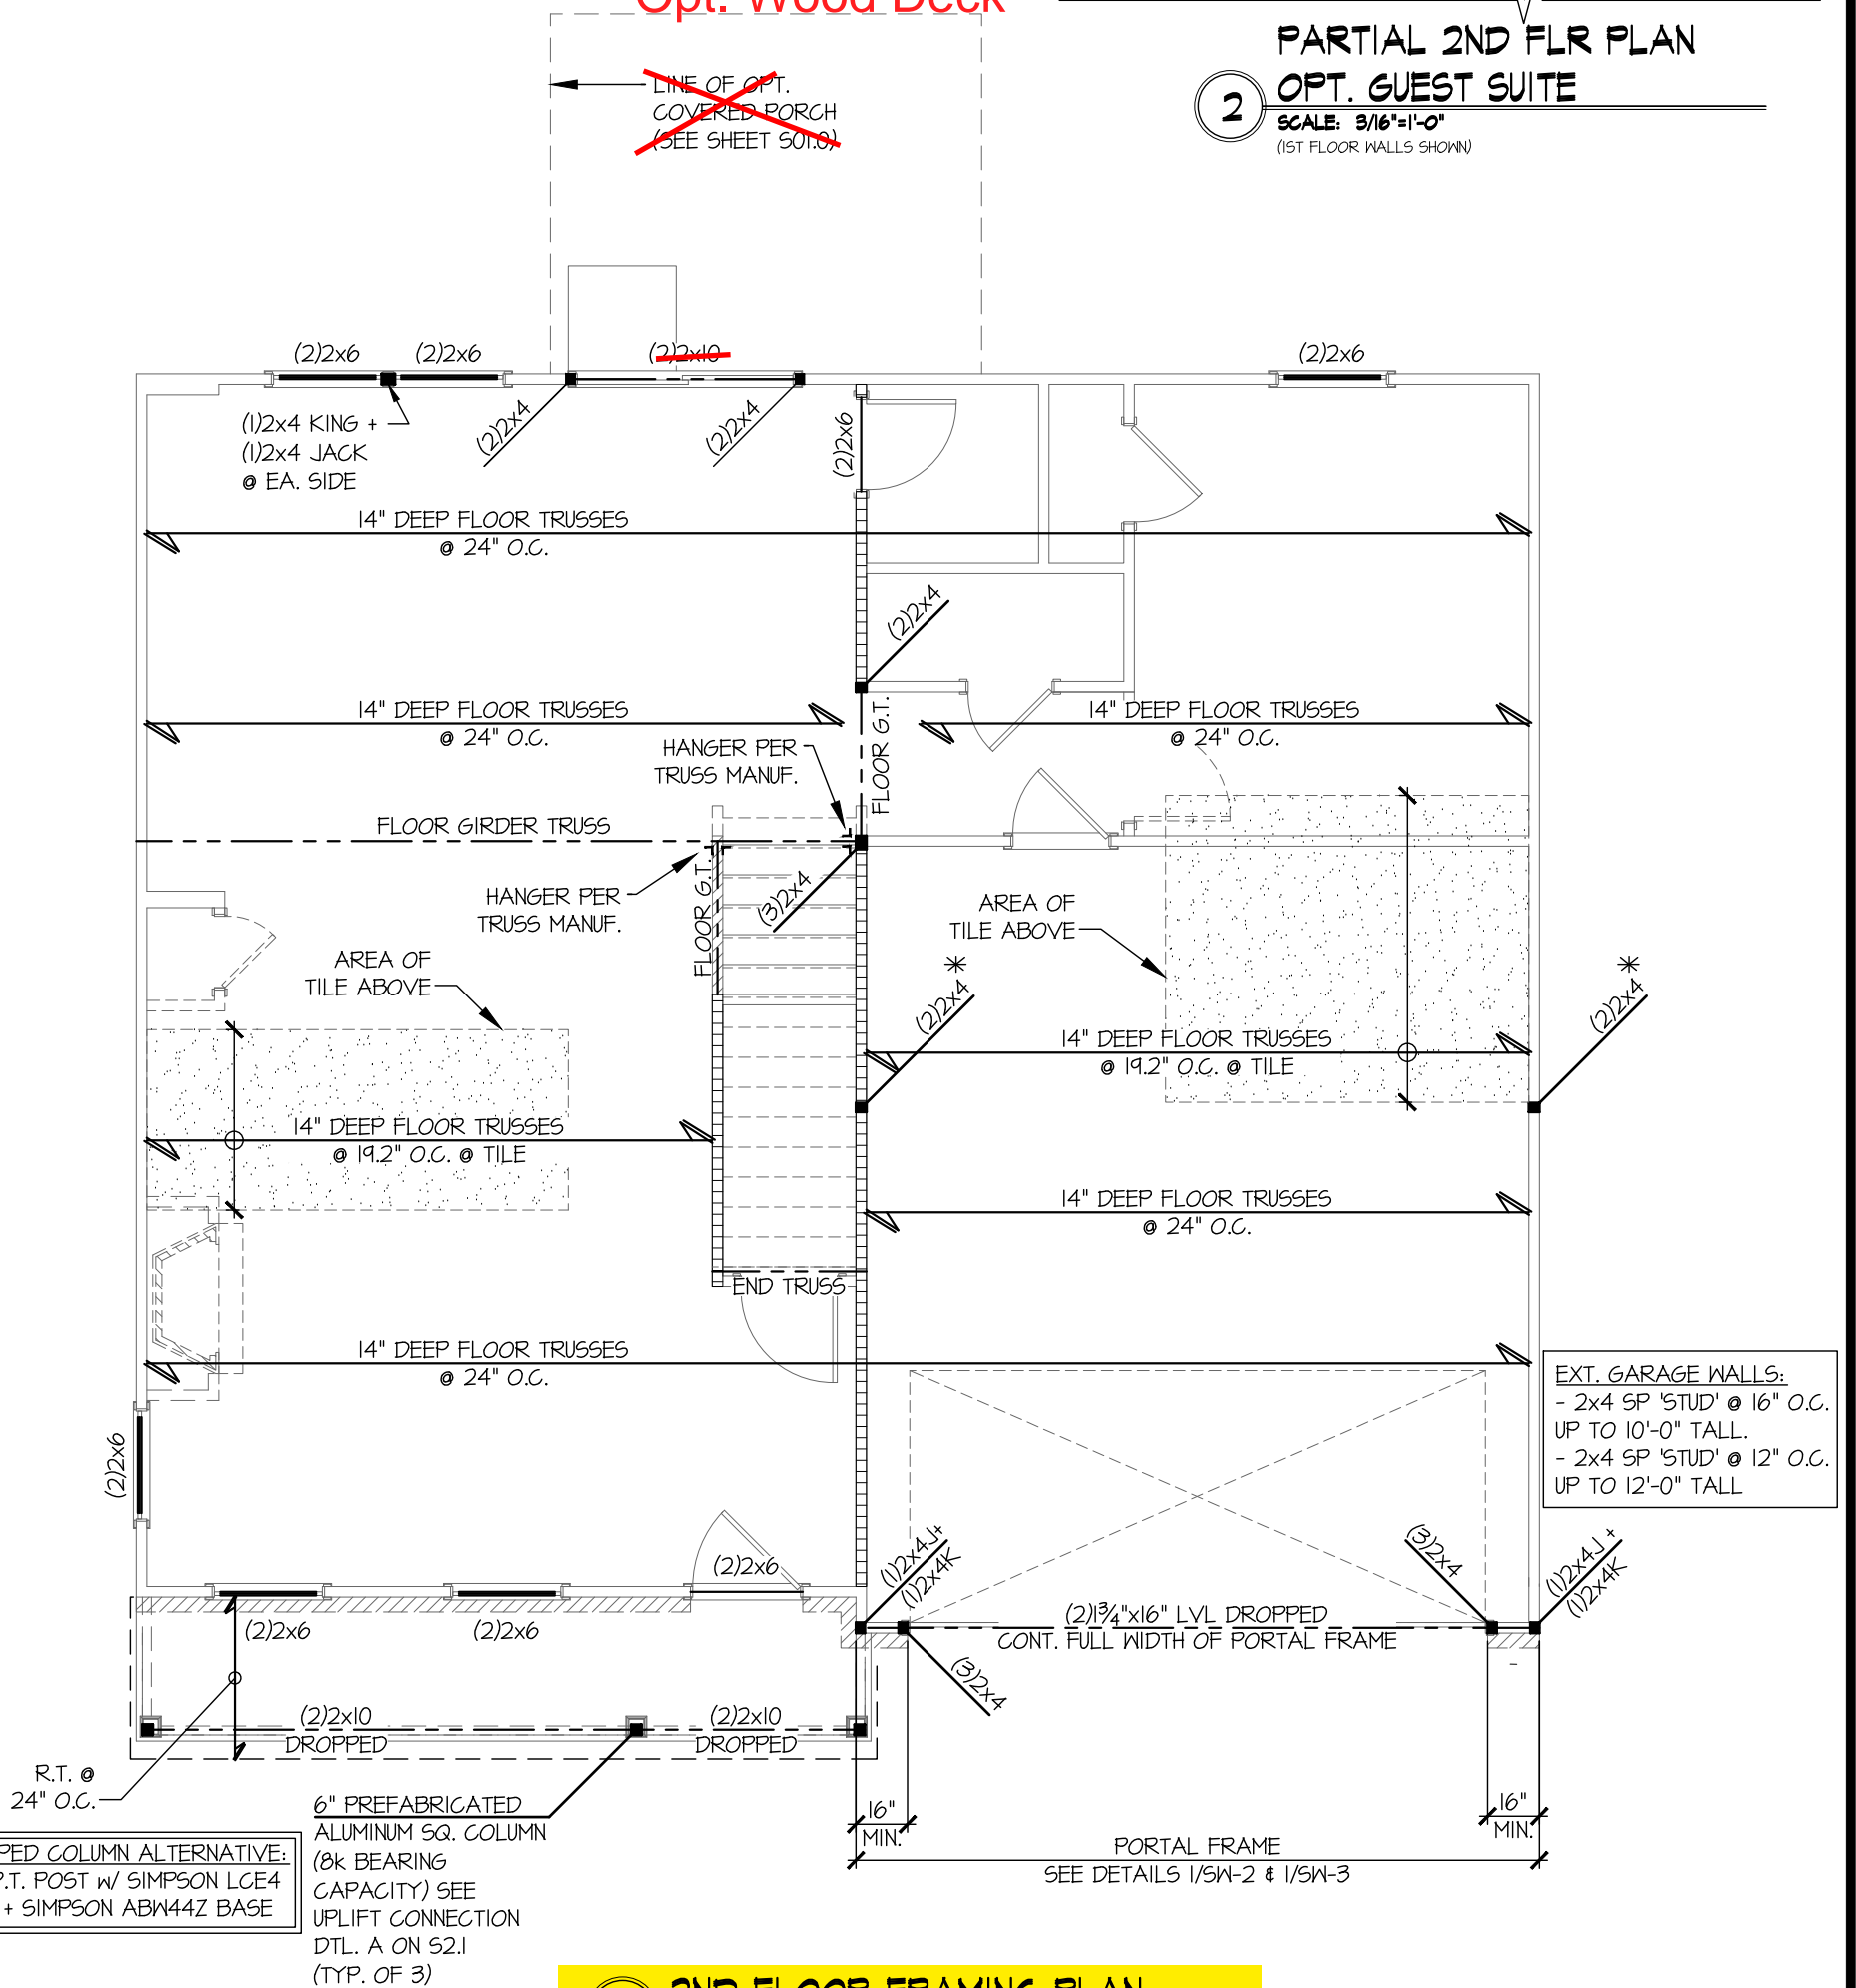 Opt. Wood Deck
PARTIAL 2ND FLR PLAN
OPT. GUEST SUITE
2
SCALE: 3/16"=1'-0"
(1ST FLOOR WALLS SHOWN)
LINE OF OPT.
COVERED PORCH
(SEE SHEET S01.0)
(2)2x6
(2)2x6
(2)2x10
(2)2x6
(1)2x4 KING +
(1)2x4 JACK
@ EA. SIDE
(2)2x4
(2)2x4
(2)2x6
14" DEEP FLOOR TRUSSES
@ 24" O.C.
(2)2x4
14" DEEP FLOOR TRUSSES
@ 24" O.C.
14" DEEP FLOOR TRUSSES
@ 24" O.C.
HANGER PER
TRUSS MANUF.
FLOOR G.T.
FLOOR GIRDER TRUSS
HANGER PER
TRUSS MANUF.
FLOOR G.T.
(3)2x4
AREA OF
TILE ABOVE
AREA OF
TILE ABOVE
*
(2)2x4
*
(2)2x4
14" DEEP FLOOR TRUSSES
@ 19.2" O.C. @ TILE
14" DEEP FLOOR TRUSSES
@ 19.2" O.C. @ TILE
14" DEEP FLOOR TRUSSES
@ 24" O.C.
END TRUSS
14" DEEP FLOOR TRUSSES
@ 24" O.C.
EXT. GARAGE WALLS:
- 2x4 SP 'STUD' @ 16" O.C.
UP TO 10'-0" TALL.
- 2x4 SP 'STUD' @ 12" O.C.
UP TO 12'-0" TALL
(2)2x6
(2)2x6
(1)2x4J+
(1)2x4K
(3)2x4
(1)2x4J +
(1)2x4K
(2)2x6
(2)2x6
(2)1¾"x16" LVL DROPPED
CONT. FULL WIDTH OF PORTAL FRAME
(3)2x4
-
(2)2x10
DROPPED
(2)2x10
DROPPED
R.T. @
24" O.C.
6" PREFABRICATED
ALUMINUM SQ. COLUMN
(8k BEARING
CAPACITY) SEE
UPLIFT CONNECTION
DTL. A ON S2.1
(TYP. OF 3)
16"
MIN.
16"
MIN.
PORTAL FRAME
SEE DETAILS 1/SW-2 & 1/SW-3
COLUMN ALTERNATIVE:
P.T. POST w/ SIMPSON LCE4
+ SIMPSON ABW44Z BASE
2ND FLOOR FRAMING PLAN